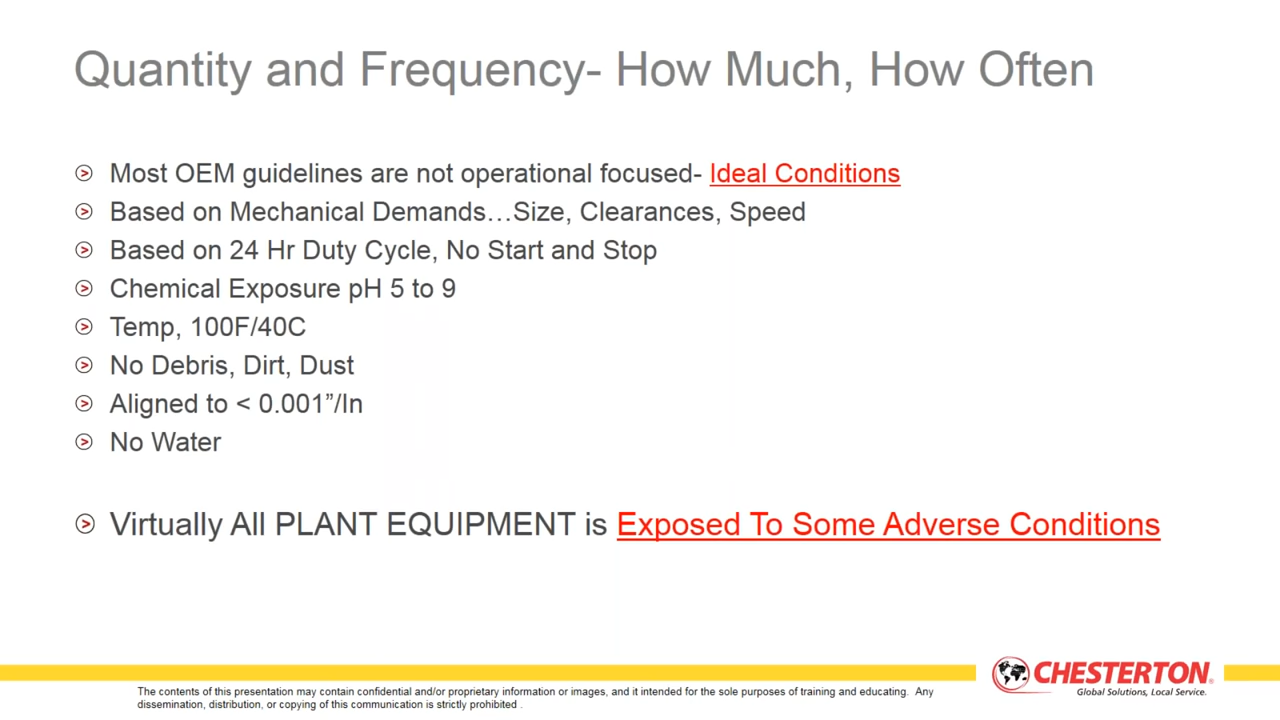 Quantity and Frequency- How Much, How Often
Most OEM guidelines are not operational focused- Ideal Conditions
Based on Mechanical Demands…Size, Clearances, Speed
Based on 24 Hr Duty Cycle, No Start and Stop
Chemical Exposure pH 5 to 9
Temp, 100F/40C
No Debris, Dirt, Dust
Aligned to < 0.001”/In
No Water
Virtually All PLANT EQUIPMENT is Exposed To Some Adverse Conditions
The contents of this presentation may contain confidential and/or proprietary information or images, and it intended for the sole purposes of training and educating. Any
dissemination, distribution, or copying of this communication is strictly prohibited .
CHESTERTON®
Global Solutions, Local Service.